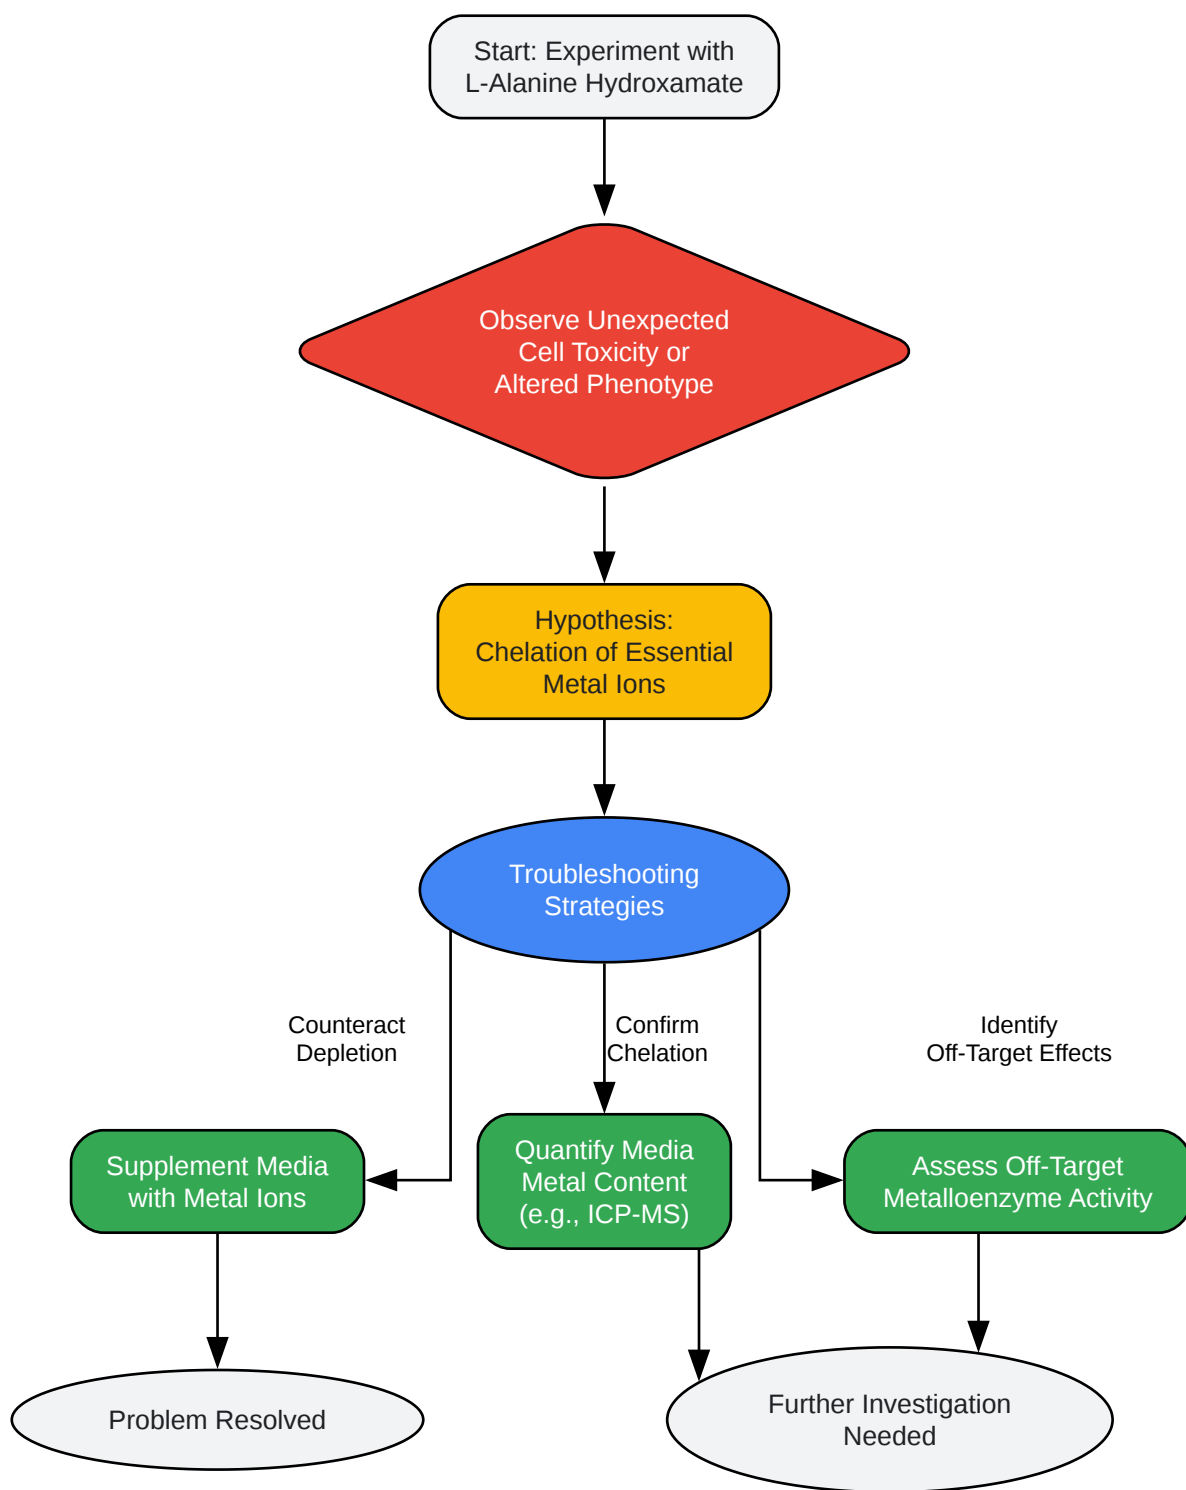 Start: Experiment with
L-Alanine Hydroxamate
Observe Unexpected
Cell Toxicity or
Altered Phenotype
Hypothesis:
Chelation of Essential
Metal Ions
Troubleshooting
Strategies
Counteract
Depletion
Confirm
Chelation
Identify
Off-Target Effects
Supplement Media
with Metal Ions
Quantify Media
Metal Content
(e.g., ICP-MS)
Assess Off-Target
Metalloenzyme Activity
Problem Resolved
Further Investigation
Needed